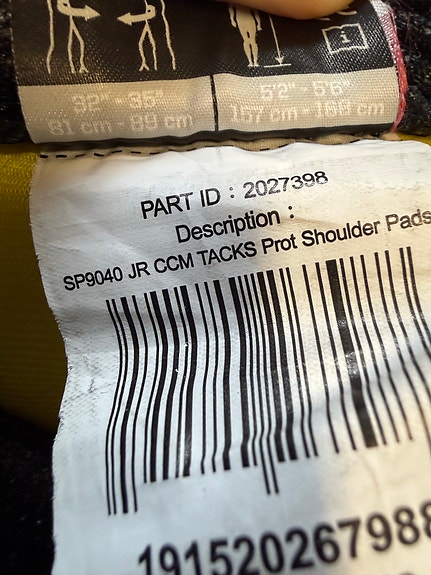 32" - 35"
81 cm - 89 cm
5'2" - 5'6"
157 cm - 168 cm
PART ID : 2027398
Description :
SP9040 JR CCM TACKS Prot Shoulder Pads
191520267988